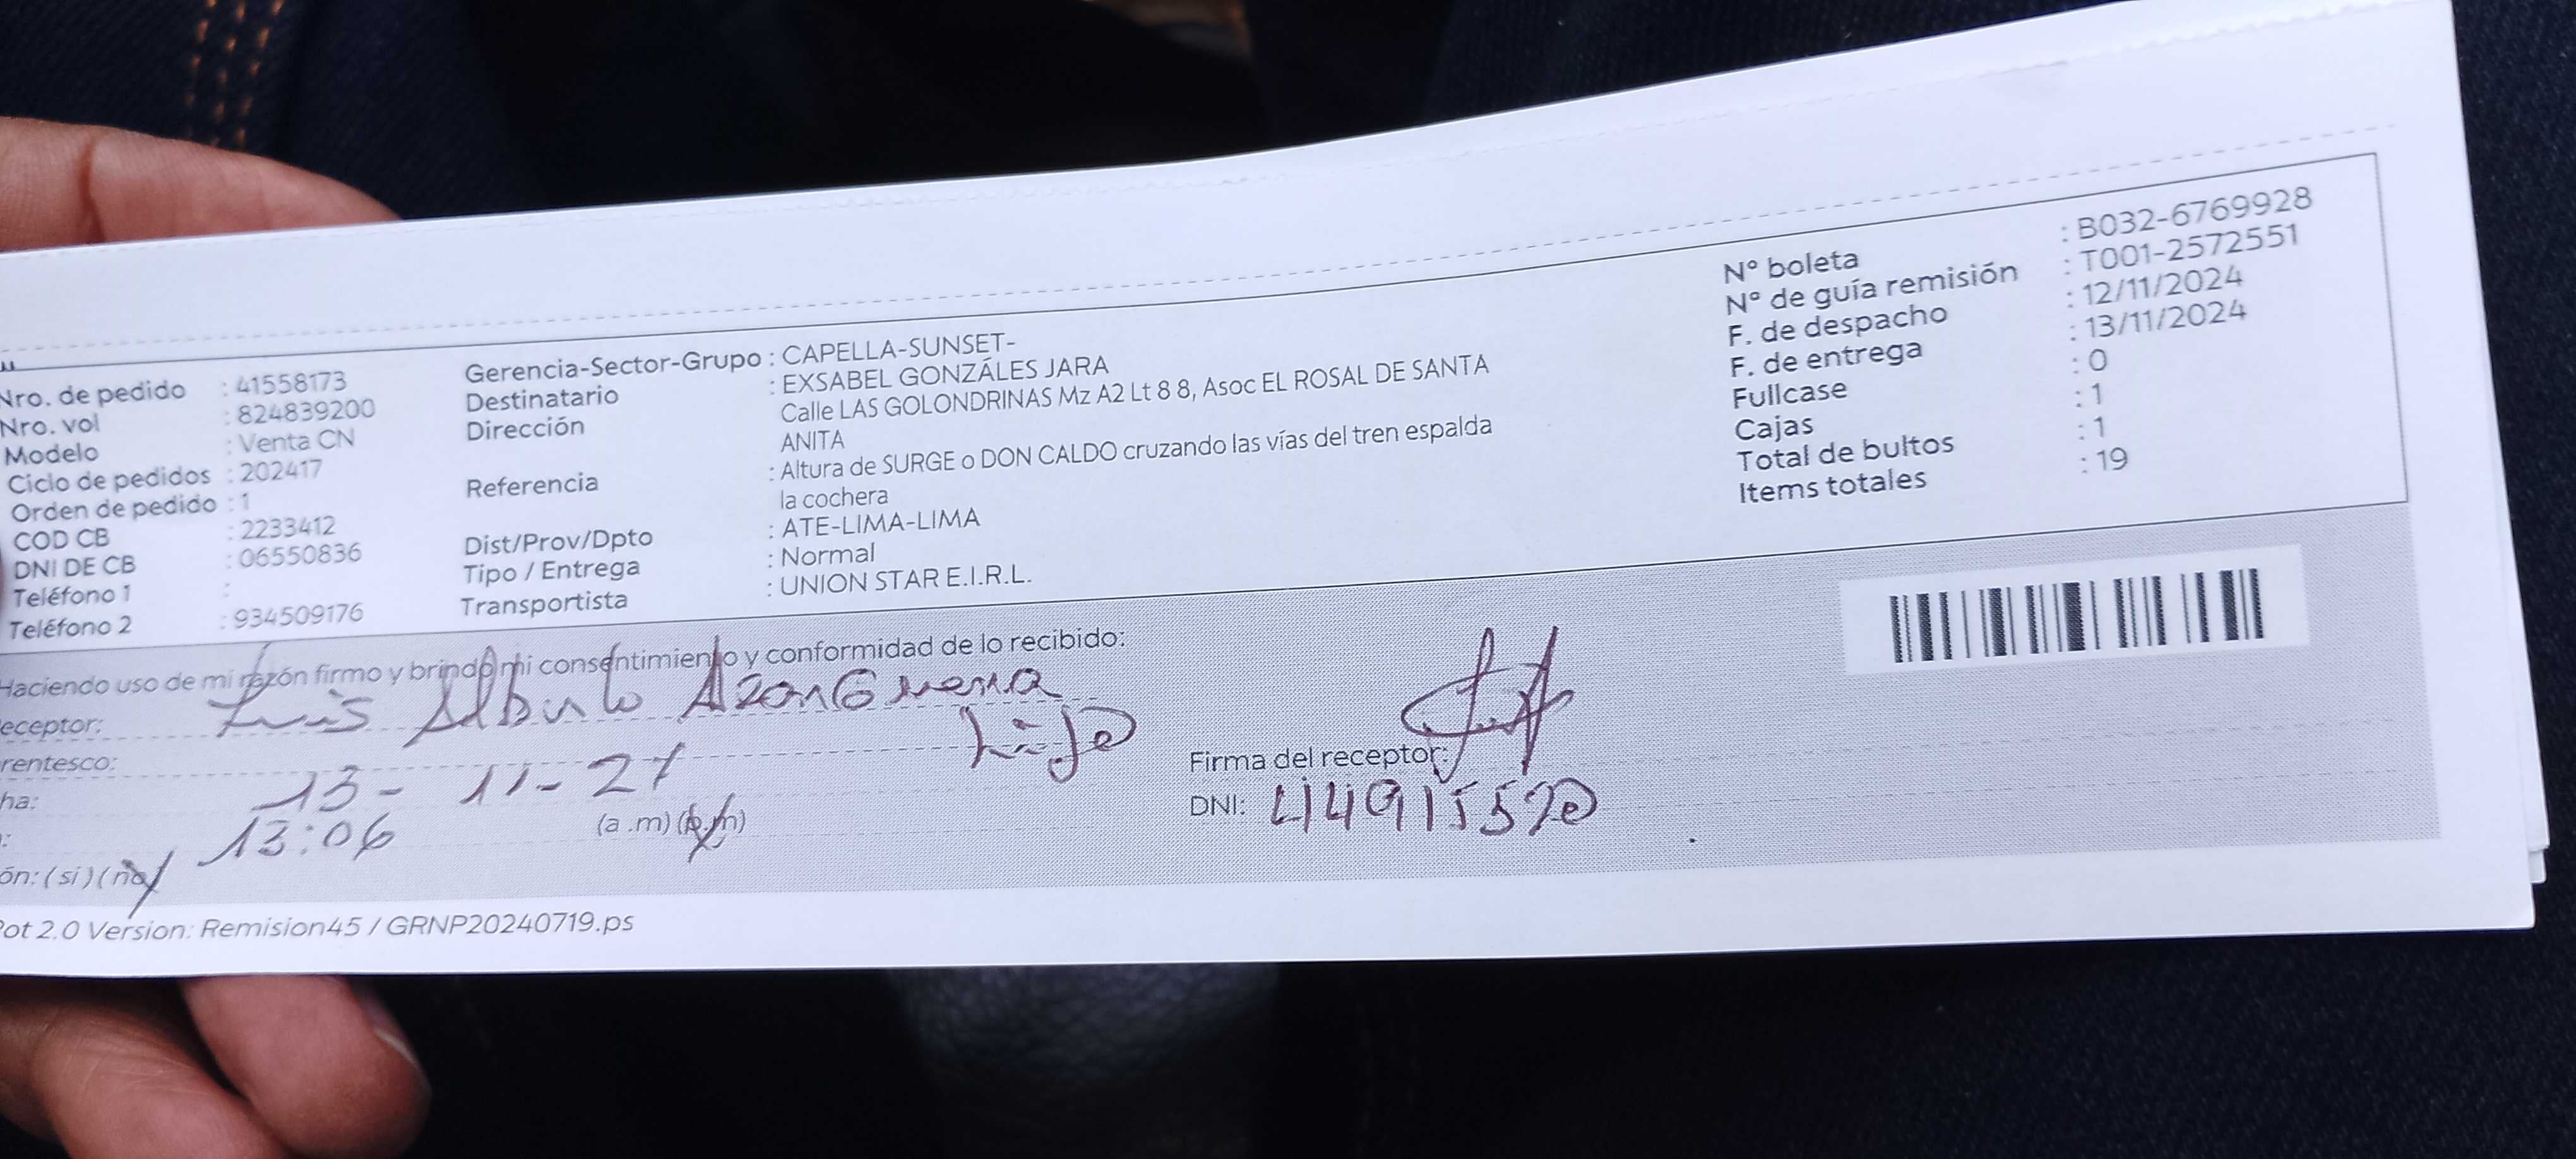 Nro. de pedido : 41558173
Nro. vol : 824839200
Modelo : Venta CN
Ciclo de pedidos : 202417
Orden de pedido : 1
COD CB : 2233412
DNI DE CB : 06550836
Teléfono 1 :
Teléfono 2 : 934509176
Gerencia-Sector-Grupo : CAPELLA-SUNSET-
Destinatario : EXSABEL GONZÁLES JARA
Dirección Calle LAS GOLONDRINAS Mz A2 Lt 8 8, Asoc EL ROSAL DE SANTA
ANITA
Referencia : Altura de SURGE o DON CALDO cruzando las vías del tren espalda
la cochera
Dist/Prov/Dpto : ATE-LIMA-LIMA
Tipo / Entrega : Normal
Transportista : UNION STAR E.I.R.L.
N° boleta : B032-6769928
N° de guía remisión : T001-2572551
F. de despacho : 12/11/2024
F. de entrega : 13/11/2024
Fullcase : 0
Cajas : 1
Total de bultos : 1
Items totales : 19
Haciendo uso de mi razón firmo y brindo mi consentimiento y conformidad de lo recibido:
eceptor: Luis Alberto
rentesco: hijo
ha: 13-11-24
: 13:06 (a.m) (p.m)
ón: (si) (no)
Firma del receptor:
DNI:
Pot 2.0 Version: Remision45 / GRNP20240719.ps